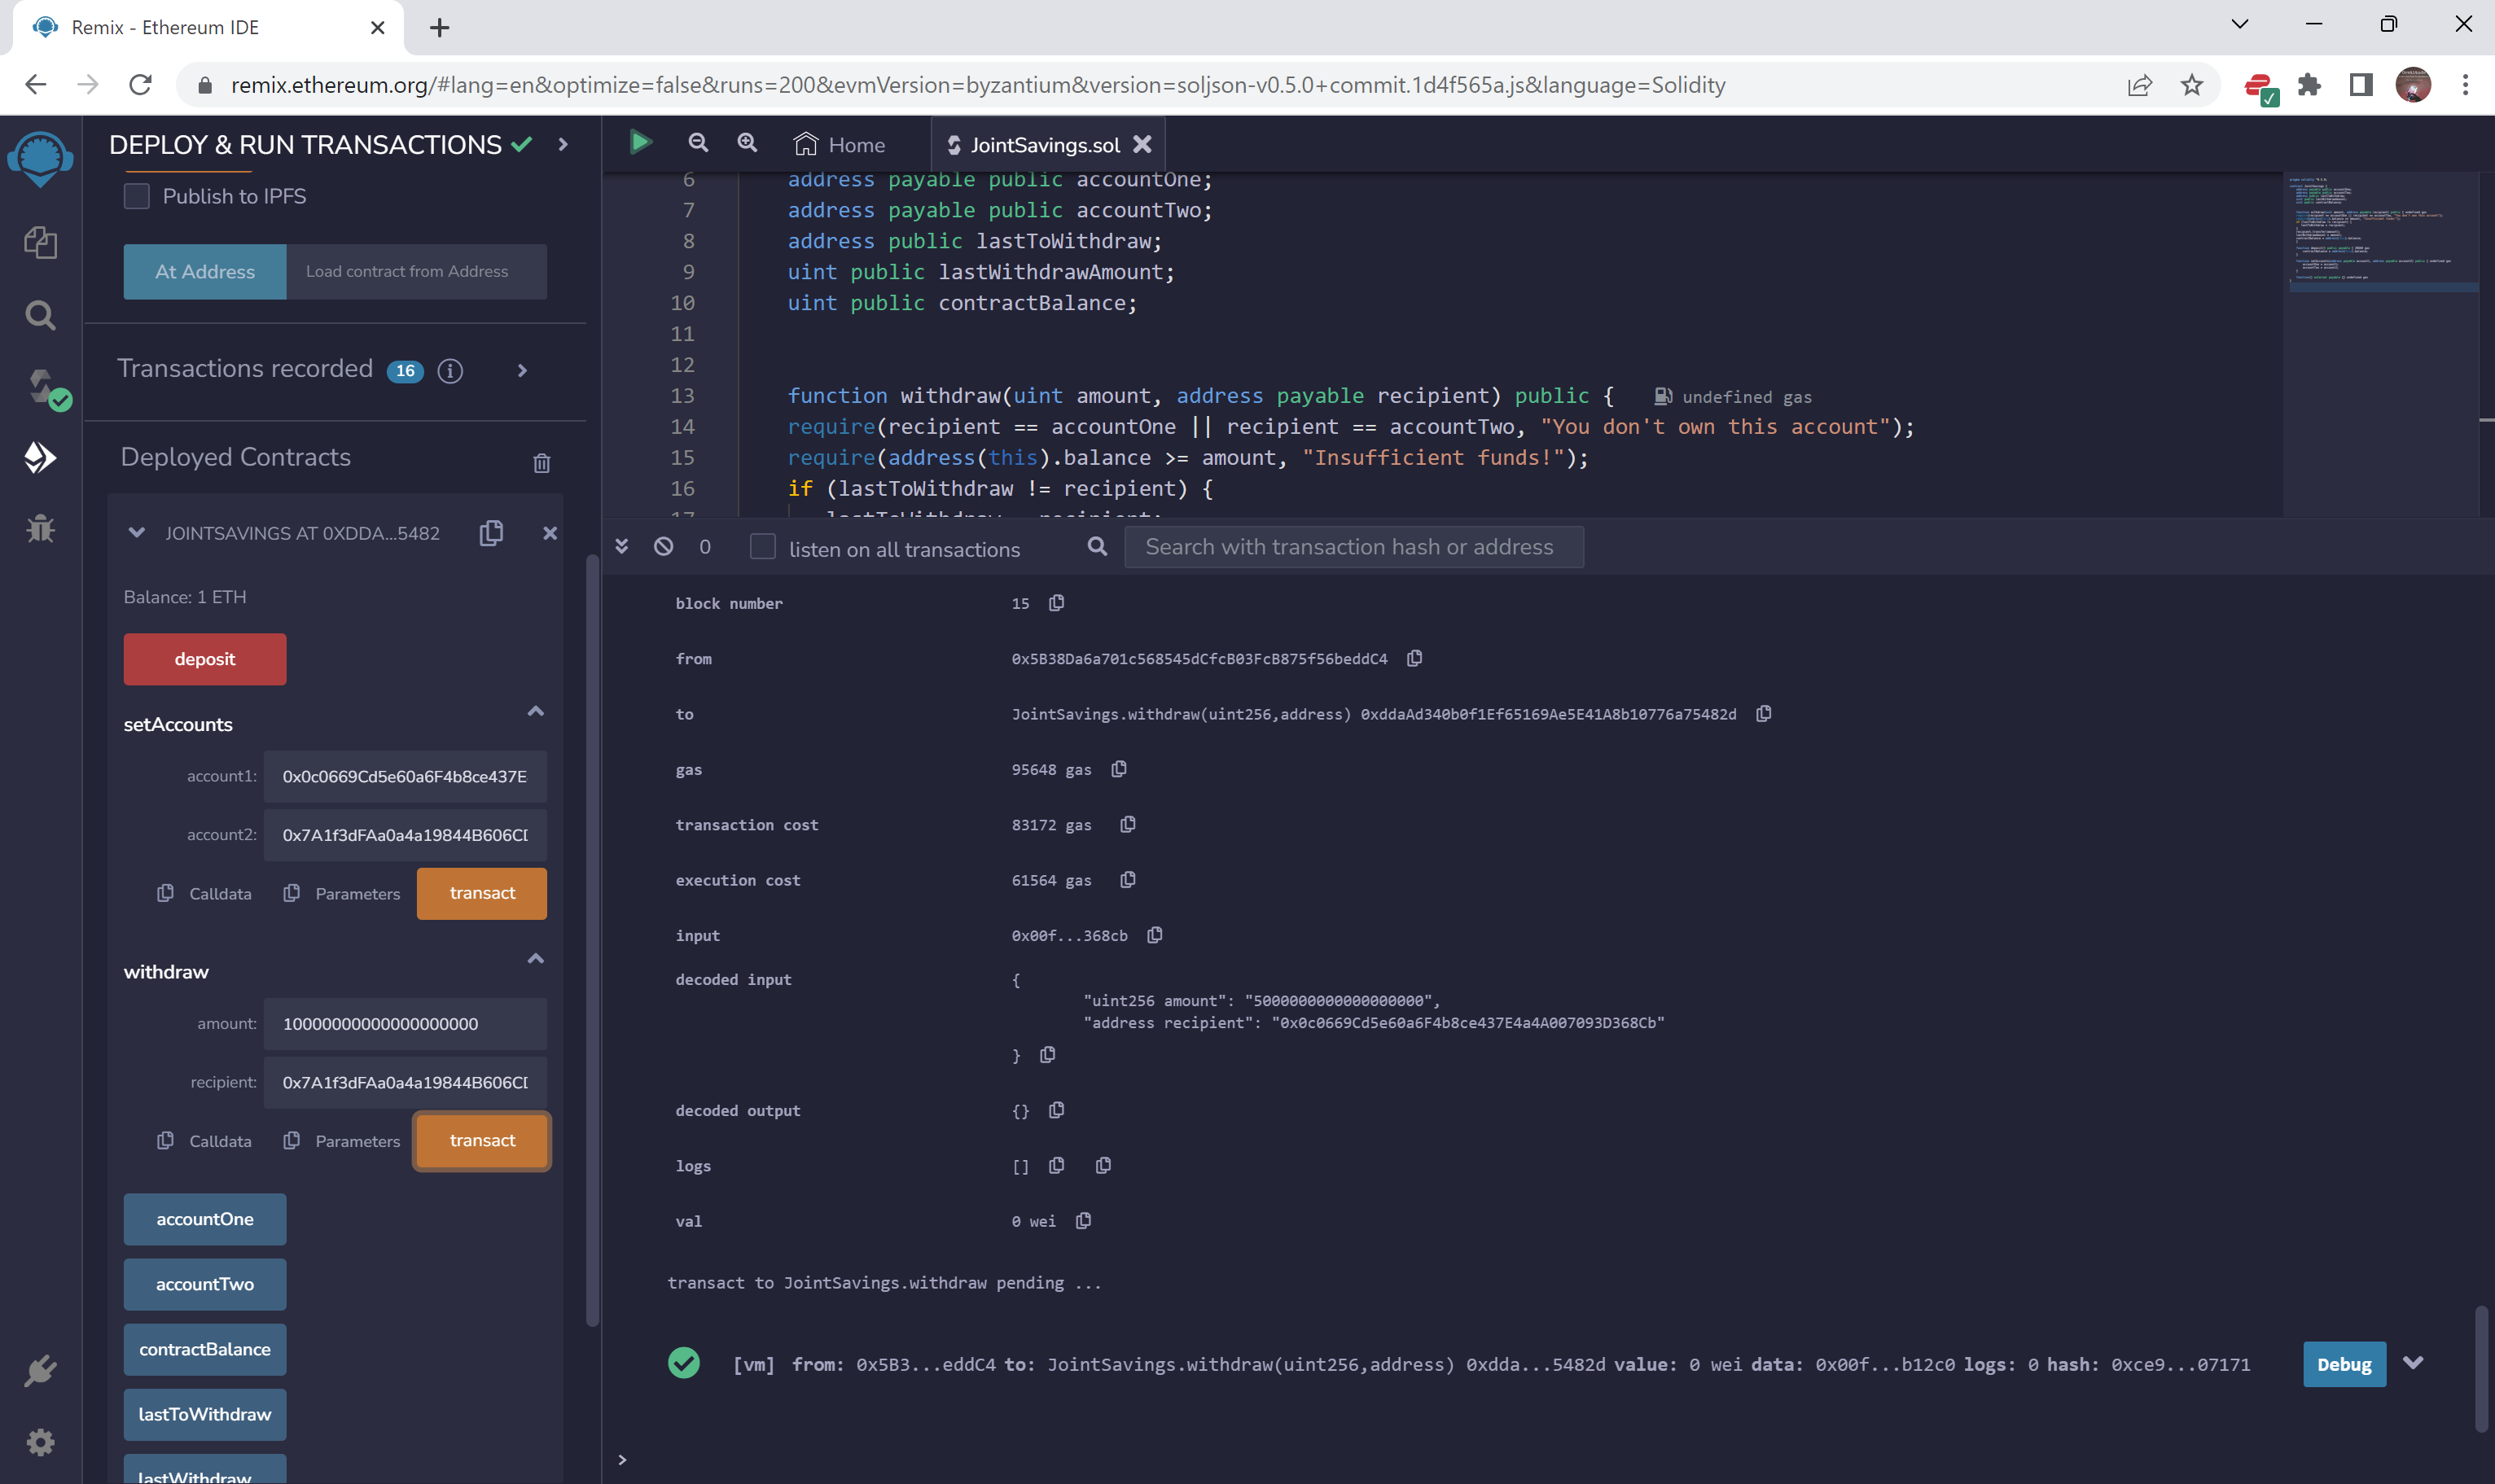 Remix - Ethereum IDE
remix.ethereum.org/#lang=en&optimize=false&runs=200&evmVersion=byzantium&version=soljson-v0.5.0+commit.1d4f565a.js&language=Solidity
DEPLOY & RUN TRANSACTIONS
Publish to IPFS
At Address
Load contract from Address
Transactions recorded 16 i
Deployed Contracts
JOINTSAVINGS AT 0XDDA...5482
Balance: 1 ETH
deposit
setAccounts
account1: 0x0c0669Cd5e60a6F4b8ce437E
account2: 0x7A1f3dFAa0a4a19844B606CD
Calldata Parameters transact
withdraw
amount: 10000000000000000000
recipient: 0x7A1f3dFAa0a4a19844B606CD
Calldata Parameters transact
accountOne
accountTwo
contractBalance
lastToWithdraw
lastWithdraw
Home
JointSavings.sol
6 address payable public accountOne;
7 address payable public accountTwo;
8 address public lastToWithdraw;
9 uint public lastWithdrawAmount;
10 uint public contractBalance;
11
12
13 function withdraw(uint amount, address payable recipient) public { undefined gas
14 require(recipient == accountOne || recipient == accountTwo, "You don't own this account");
15 require(address(this).balance >= amount, "Insufficient funds!");
16 if (lastToWithdraw != recipient) {
17 lastToWithdraw = recipient;
0
listen on all transactions
Search with transaction hash or address
block number 15
from 0x5B38Da6a701c568545dCfcB03FcB875f56beddC4
to JointSavings.withdraw(uint256,address) 0xddaAd340b0f1Ef65169Ae5E41A8b10776a75482d
gas 95648 gas
transaction cost 83172 gas
execution cost 61564 gas
input 0x00f...368cb
decoded input {
"uint256 amount": "5000000000000000000",
"address recipient": "0x0c0669Cd5e60a6F4b8ce437E4a4A007093D368Cb"
}
decoded output {}
logs []
val 0 wei
transact to JointSavings.withdraw pending ...
[vm] from: 0x5B3...eddC4 to: JointSavings.withdraw(uint256,address) 0xdda...5482d value: 0 wei data: 0x00f...b12c0 logs: 0 hash: 0xce9...07171
Debug
>